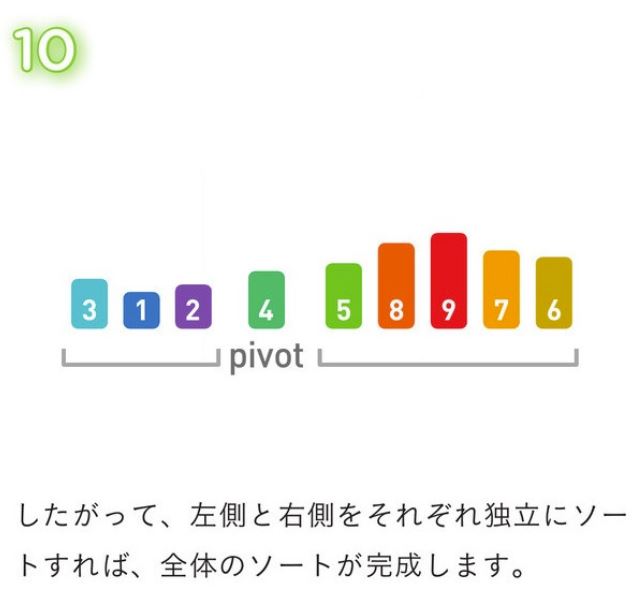 10
3 1 2 4 5 8 9 7 6
pivot
したがって、左側と右側をそれぞれ独立にソー
トすれば、全体のソートが完成します。